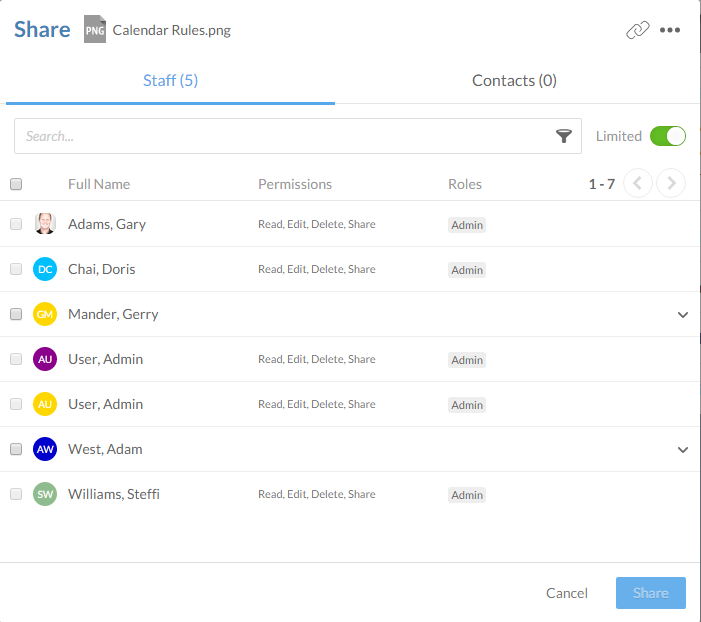 Share PNG Calendar Rules.png
Staff (5) Contacts (0)
Search... Limited
Full Name Permissions Roles 1 - 7
Adams, Gary Read, Edit, Delete, Share Admin
DC Chai, Doris Read, Edit, Delete, Share Admin
GM Mander, Gerry
AU User, Admin Read, Edit, Delete, Share Admin
AU User, Admin Read, Edit, Delete, Share Admin
AW West, Adam
SW Williams, Steffi Read, Edit, Delete, Share Admin
Cancel Share